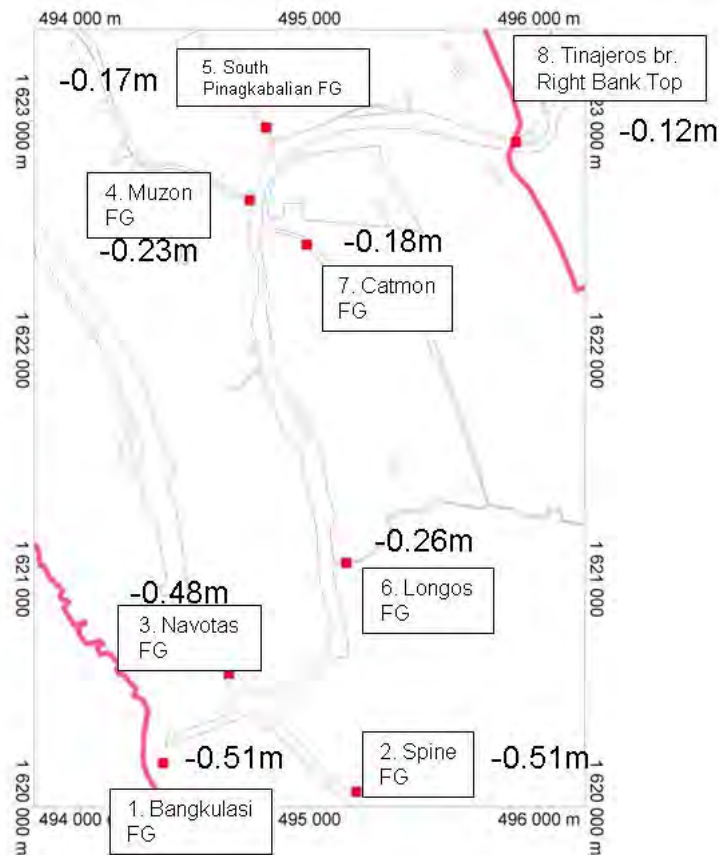 494 000 m 495 000 496 000 m
5. South
Pinagkabalian FG
8. Tinajeros br.
Right Bank Top
-0.17m
1 623 000 m
23 000 m
-0.12m
4. Muzon
FG
-0.23m
-0.18m
7. Catmon
FG
1 622 000
1 622 000
-0.26m
1 621 000
1 621 000
-0.48m
3. Navotas
FG
6. Longos
FG
-0.51m
2. Spine
FG
-0.51m
1 620 000 m
1 620 000 m
494 000 m 495 000 496 000 m
1. Bangkulasi
FG